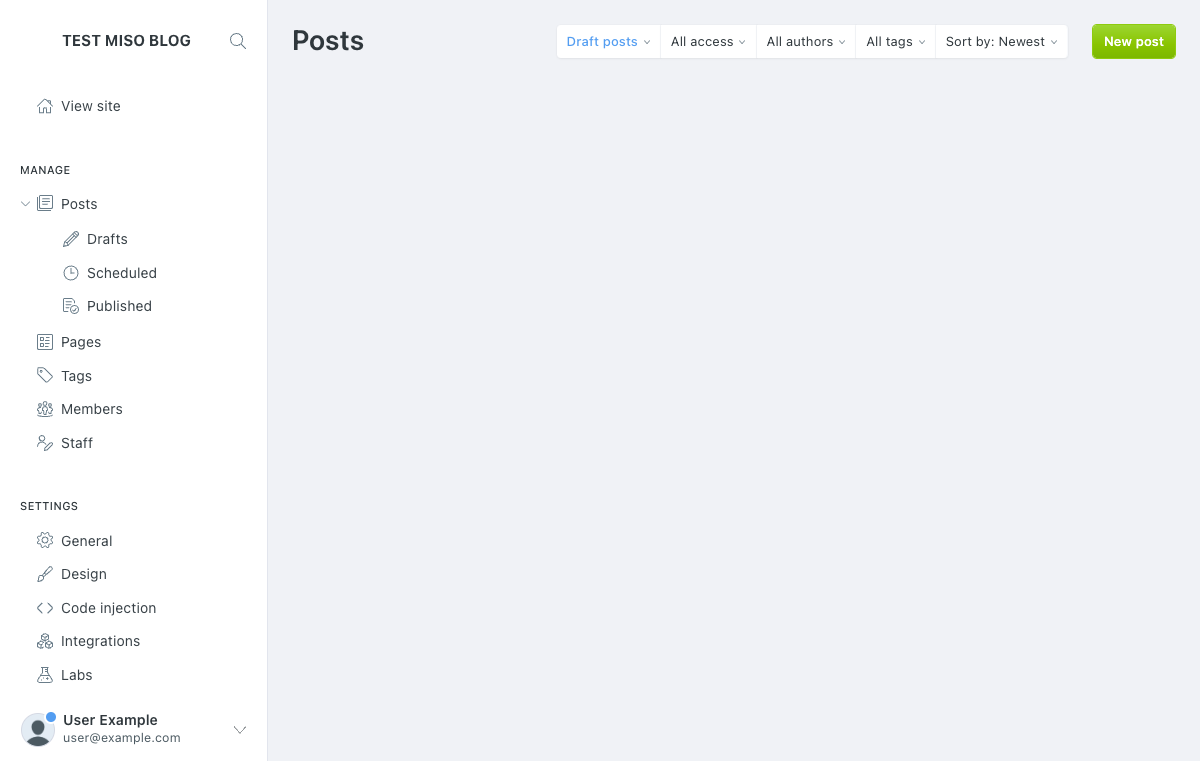 TEST MISO BLOG
View site
MANAGE
Posts
Drafts
Scheduled
Published
Pages
Tags
Members
Staff
SETTINGS
General
Design
Code injection
Integrations
Labs
User Example
user@example.com
Posts
Draft posts
All access
All authors
All tags
Sort by: Newest
New post